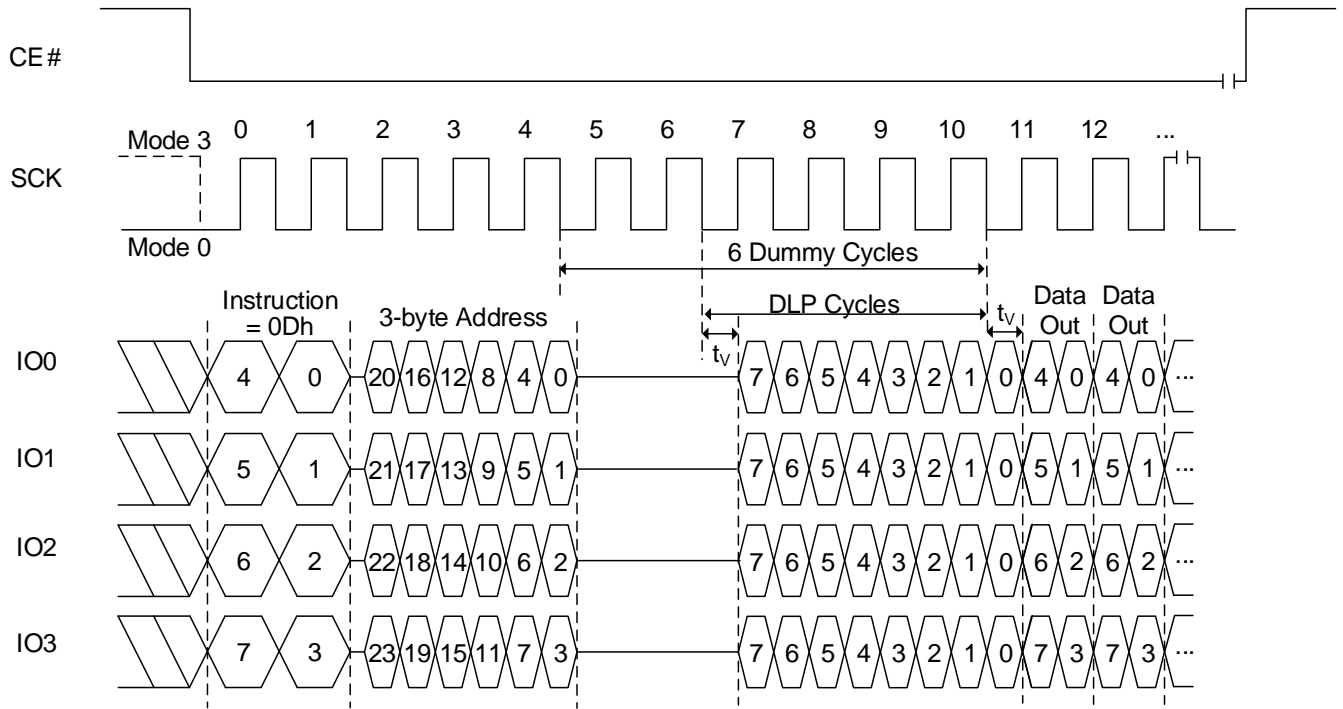 CE#
0 1 2 3 4 5 6 7 8 9 10 11 12 ...
Mode 3
SCK
Mode 0
6 Dummy Cycles
Instruction
= 0Dh
3-byte Address
DLP Cycles
Data Out
Data Out
tV
tV
IO0 4 0 20 16 12 8 4 0 7 6 5 4 3 2 1 0 4 0 4 0 ...
IO1 5 1 21 17 13 9 5 1 7 6 5 4 3 2 1 0 5 1 5 1 ...
IO2 6 2 22 18 14 10 6 2 7 6 5 4 3 2 1 0 6 2 6 2 ...
IO3 7 3 23 19 15 11 7 3 7 6 5 4 3 2 1 0 7 3 7 3 ...